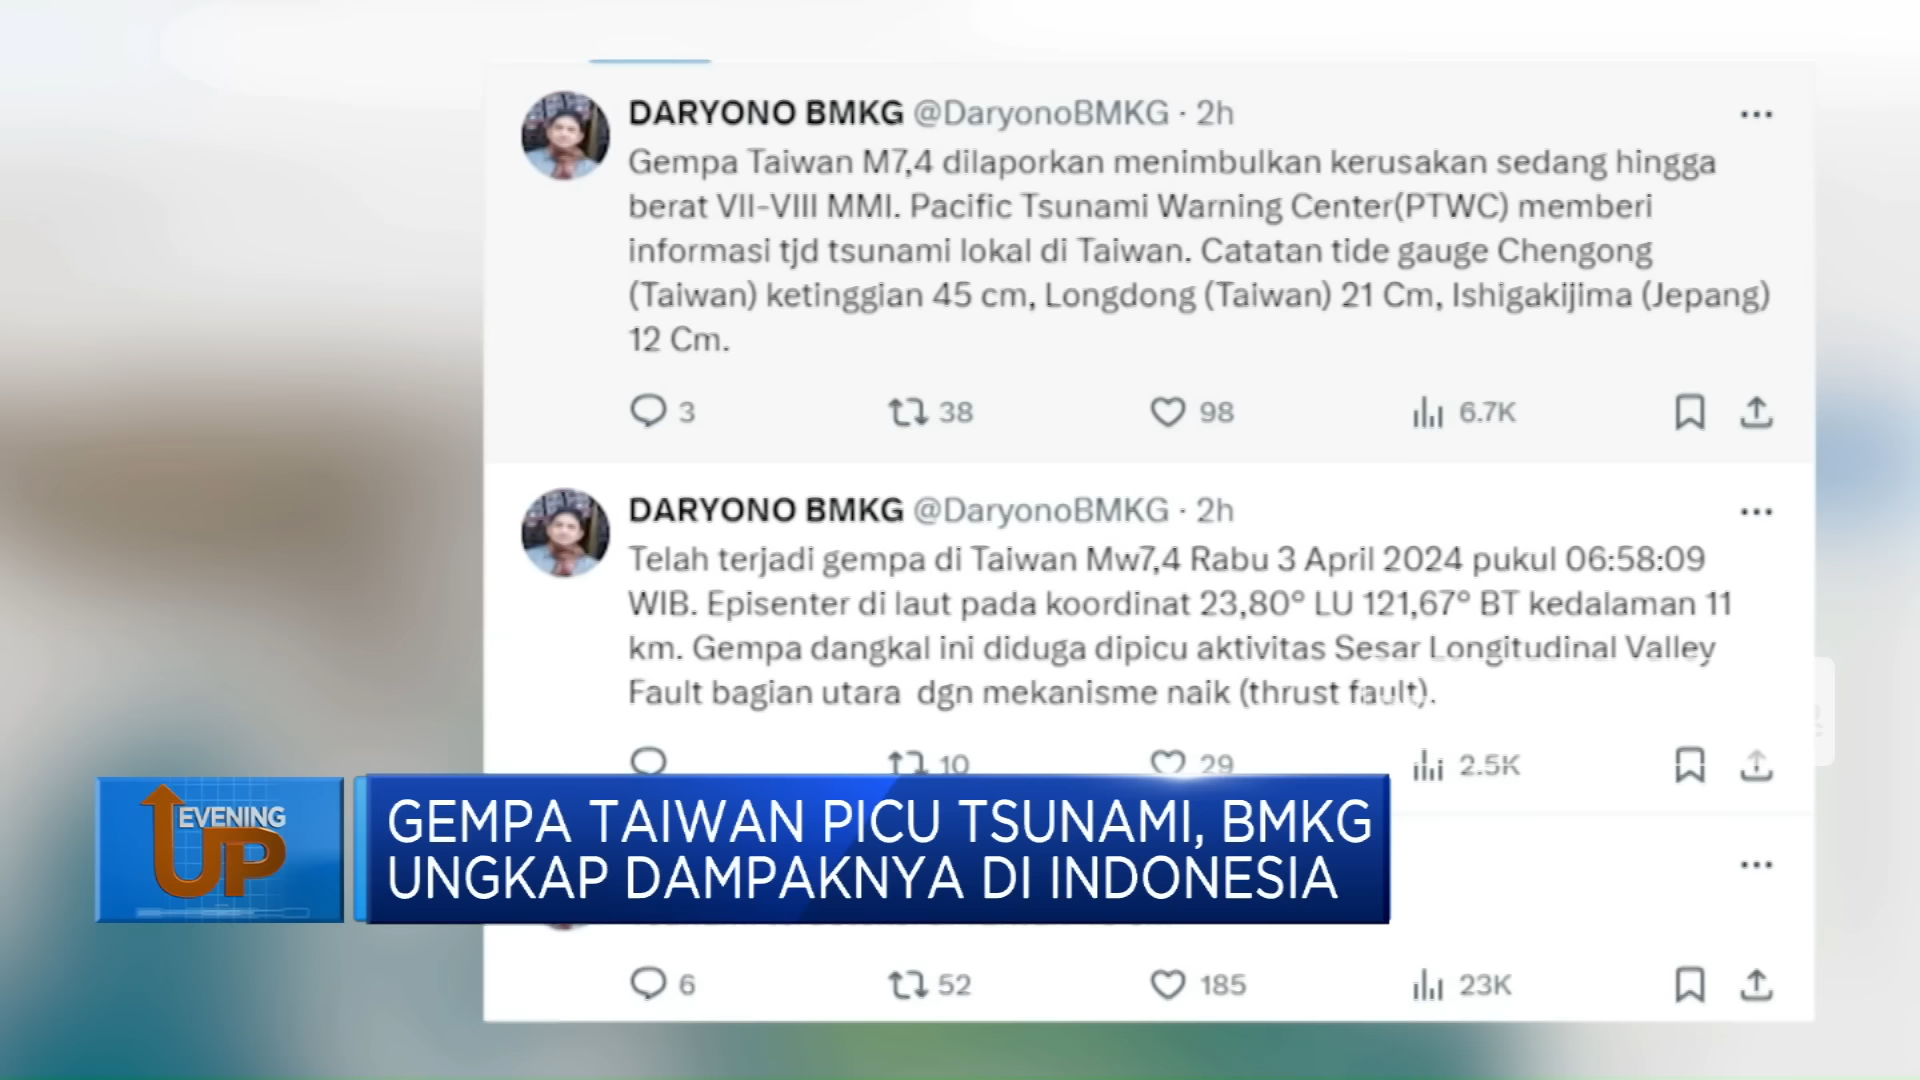 DARYONO BMKG @DaryonoBMKG · 2h
Gempa Taiwan M7,4 dilaporkan menimbulkan kerusakan sedang hingga
berat VII-VIII MMI. Pacific Tsunami Warning Center(PTWC) memberi
informasi tjd tsunami lokal di Taiwan. Catatan tide gauge Chengong
(Taiwan) ketinggian 45 cm, Longdong (Taiwan) 21 Cm, Ishigakijima (Jepang)
12 Cm.
3 38 98 6.7K
DARYONO BMKG @DaryonoBMKG · 2h
Telah terjadi gempa di Taiwan Mw7,4 Rabu 3 April 2024 pukul 06:58:09
WIB. Episenter di laut pada koordinat 23,80° LU 121,67° BT kedalaman 11
km. Gempa dangkal ini diduga dipicu aktivitas Sesar Longitudinal Valley
Fault bagian utara dgn mekanisme naik (thrust fault).
10 29 2.5K
EVENING
UP
GEMPA TAIWAN PICU TSUNAMI, BMKG
UNGKAP DAMPAKNYA DI INDONESIA
6 52 185 23K